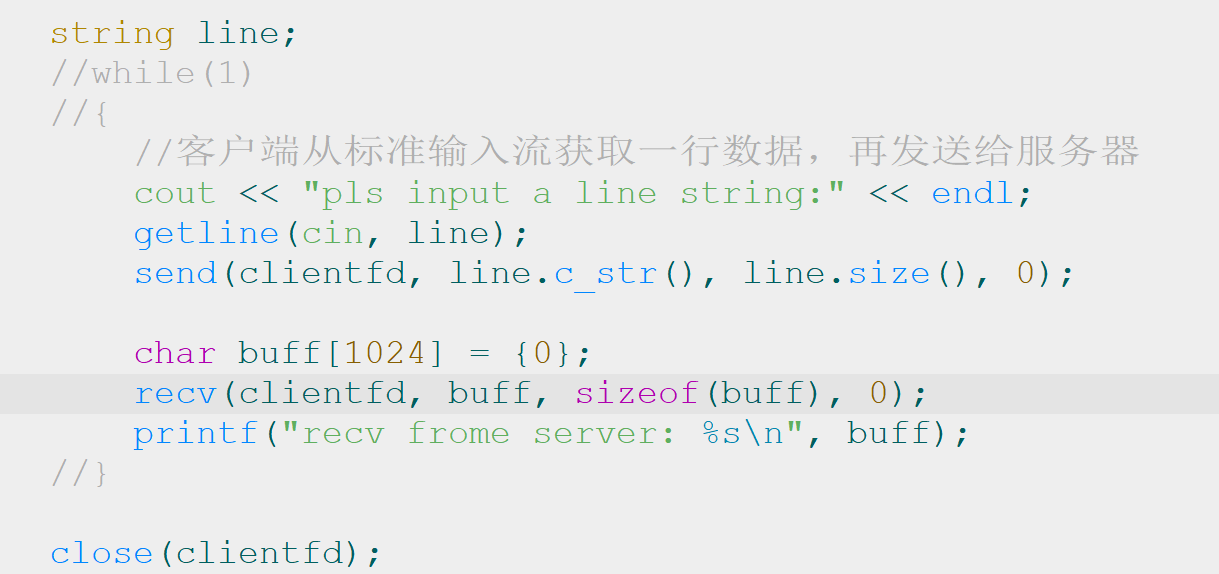 string line;
//while(1)
//{
//客户端从标准输入流获取一行数据，再发送给服务器
cout << "pls input a line string:" << endl;
getline(cin, line);
send(clientfd, line.c_str(), line.size(), 0);
char buff[1024] = {0};
recv(clientfd, buff, sizeof(buff), 0);
printf("recv frome server: %s\n", buff);
//}
close(clientfd);